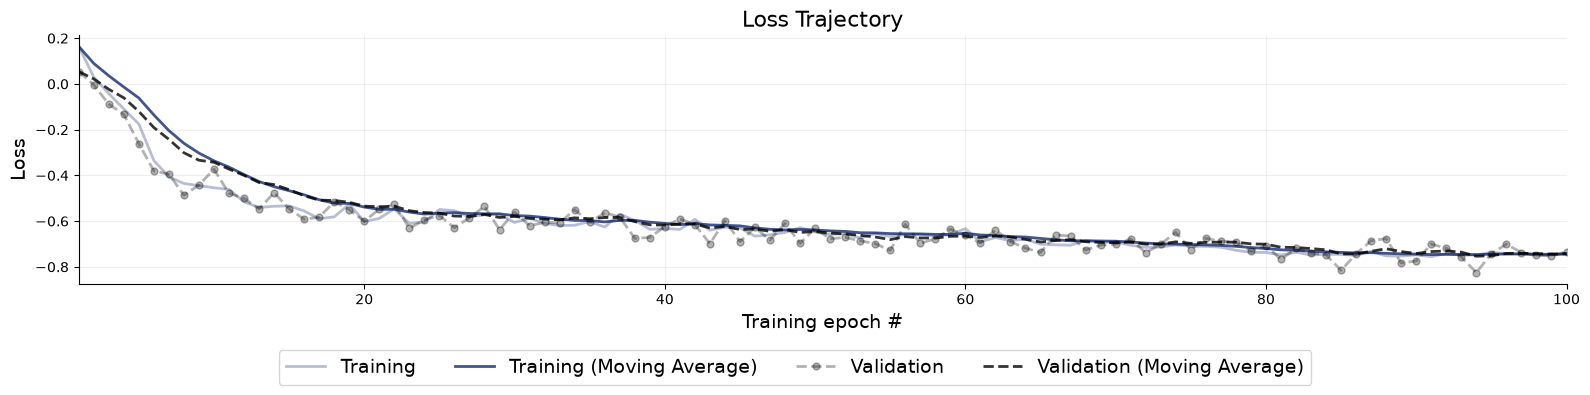 Loss Trajectory
0.2
0.0
−0.2
−0.4
−0.6
−0.8
Loss
20
40
60
80
100
Training epoch #
Training
Training (Moving Average)
Validation
Validation (Moving Average)